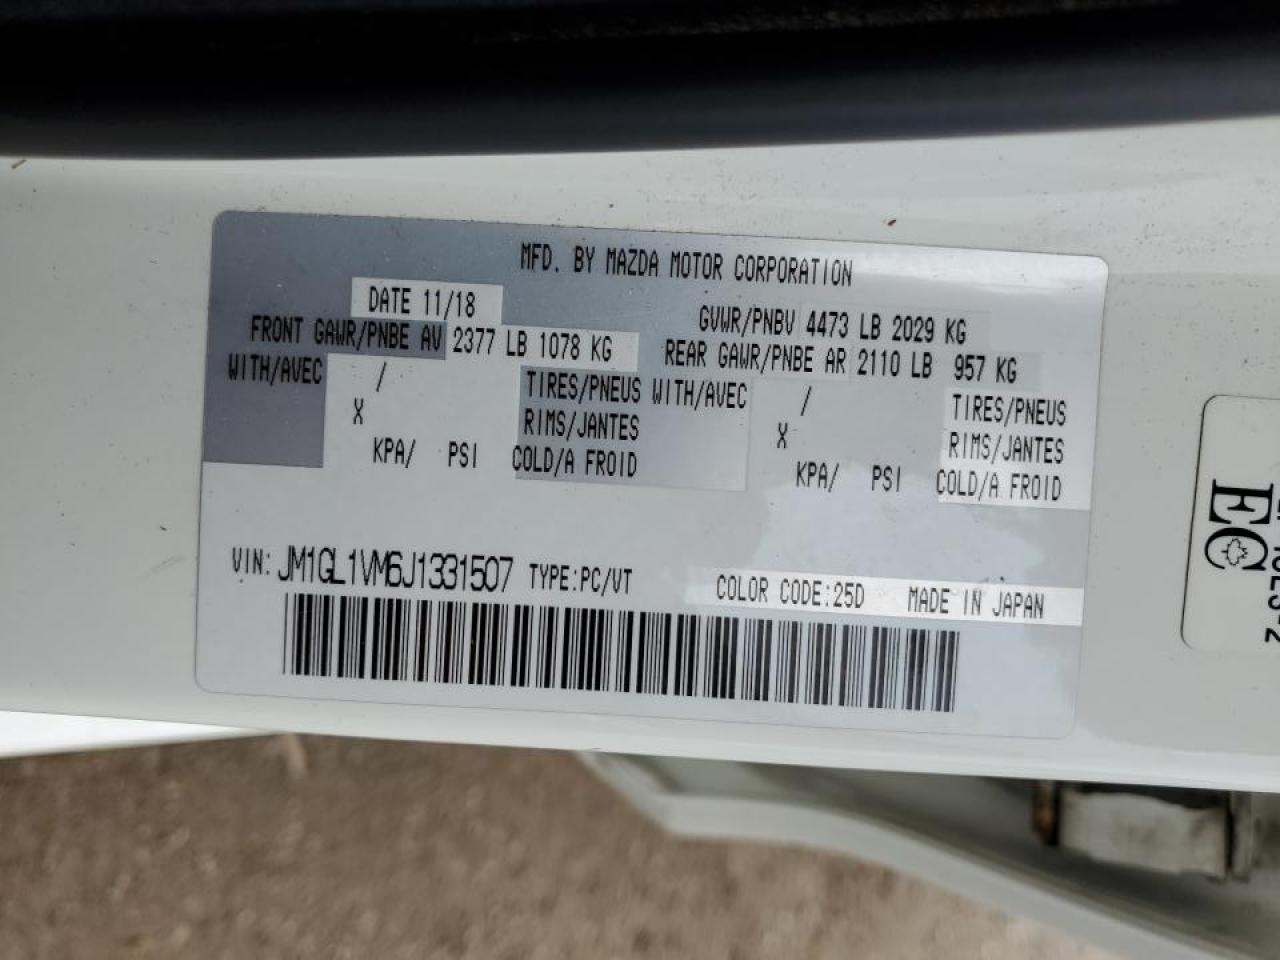 MFD. BY MAZDA MOTOR CORPORATION
DATE 11/18 GVWR/PNBV 4473 LB 2029 KG
FRONT GAWR/PNBE AV 2377 LB 1078 KG REAR GAWR/PNBE AR 2110 LB 957 KG
WITH/AVEC / TIRES/PNEUS WITH/AVEC / TIRES/PNEUS
X RIMS/JANTES X RIMS/JANTES
KPA/ PSI COLD/A FROID KPA/ PSI COLD/A FROID
VIN: JM1GL1VM6J1331507 TYPE:PC/VT COLOR CODE:25D MADE IN JAPAN
EC